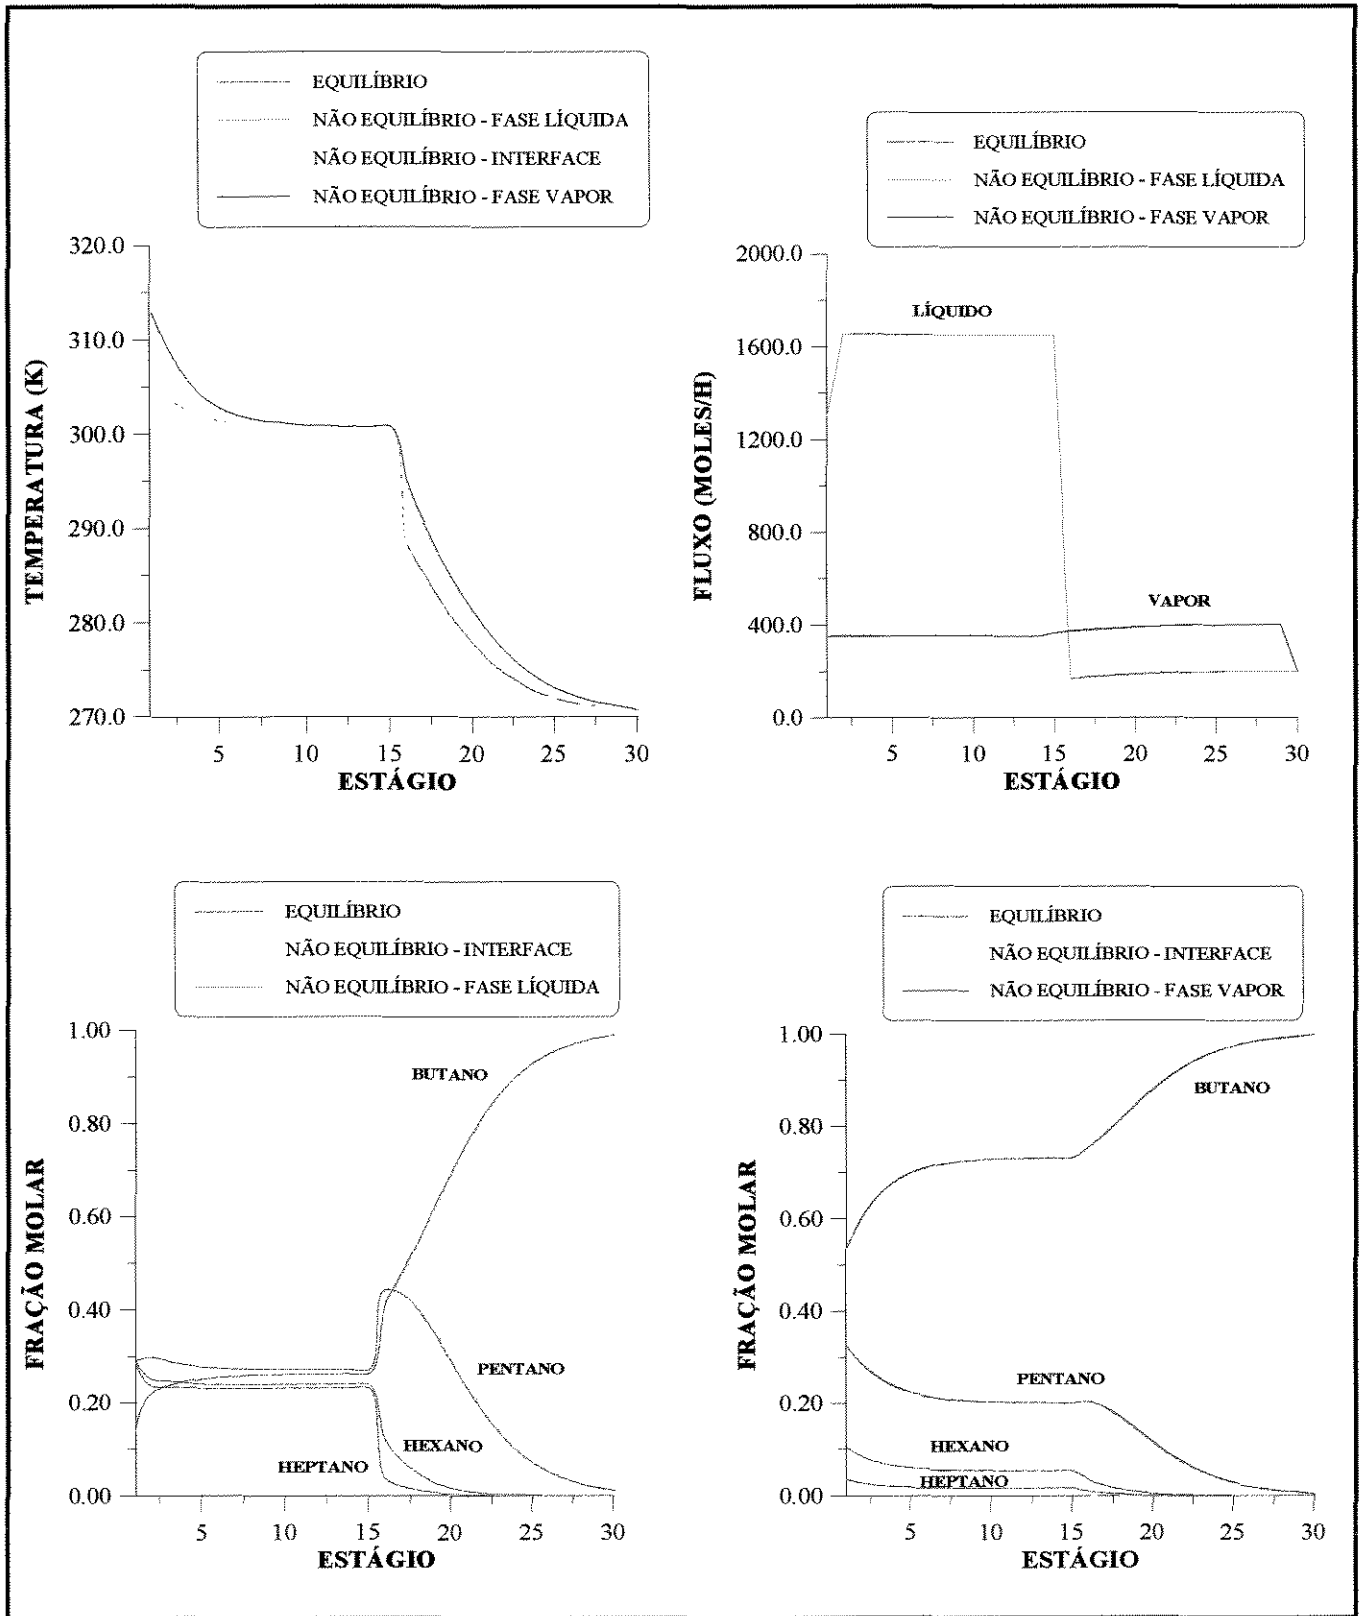 EQUILÍBRIO
NÃO EQUILÍBRIO - FASE LÍQUIDA
NÃO EQUILÍBRIO - INTERFACE
NÃO EQUILÍBRIO - FASE VAPOR
320.0
310.0
300.0
290.0
280.0
270.0
TEMPERATURA (K)
5 10 15 20 25 30
ESTÁGIO
EQUILÍBRIO
NÃO EQUILÍBRIO - FASE LÍQUIDA
NÃO EQUILÍBRIO - FASE VAPOR
2000.0
1600.0
1200.0
800.0
400.0
0.0
FLUXO (MOLES/H)
LÍQUIDO
VAPOR
5 10 15 20 25 30
ESTÁGIO
EQUILÍBRIO
NÃO EQUILÍBRIO - INTERFACE
NÃO EQUILÍBRIO - FASE LÍQUIDA
1.00
0.80
0.60
0.40
0.20
0.00
FRAÇÃO MOLAR
BUTANO
PENTANO
HEXANO
HEPTANO
5 10 15 20 25 30
ESTÁGIO
EQUILÍBRIO
NÃO EQUILÍBRIO - INTERFACE
NÃO EQUILÍBRIO - FASE VAPOR
1.00
0.80
0.60
0.40
0.20
0.00
FRAÇÃO MOLAR
BUTANO
PENTANO
HEXANO
HEPTANO
5 10 15 20 25 30
ESTÁGIO